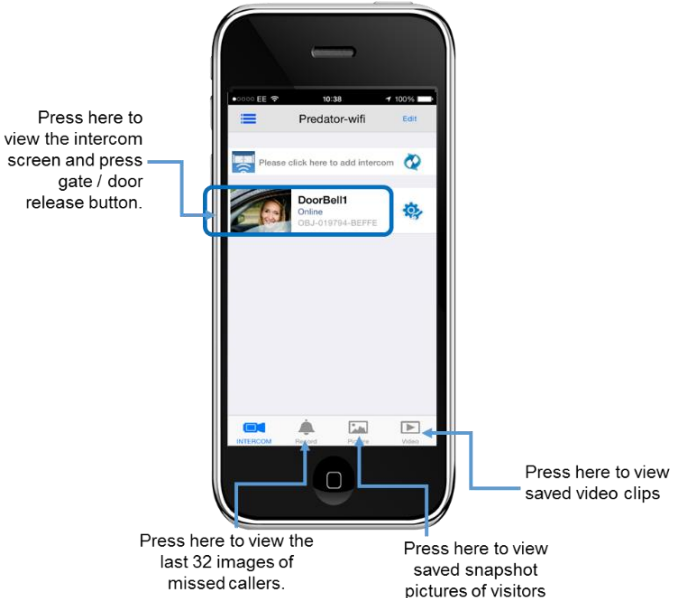 Press here to
view the intercom
screen and press
gate / door
release button.
EE
10:38
100%
Predator-wifi
Edit
Please click here to add intercom
DoorBell1
Online
OBJ-019794-BEFFE
INTERCOM
Record
Picture
Video
Press here to view
saved video clips
Press here to view the
last 32 images of
missed callers.
Press here to view
saved snapshot
pictures of visitors